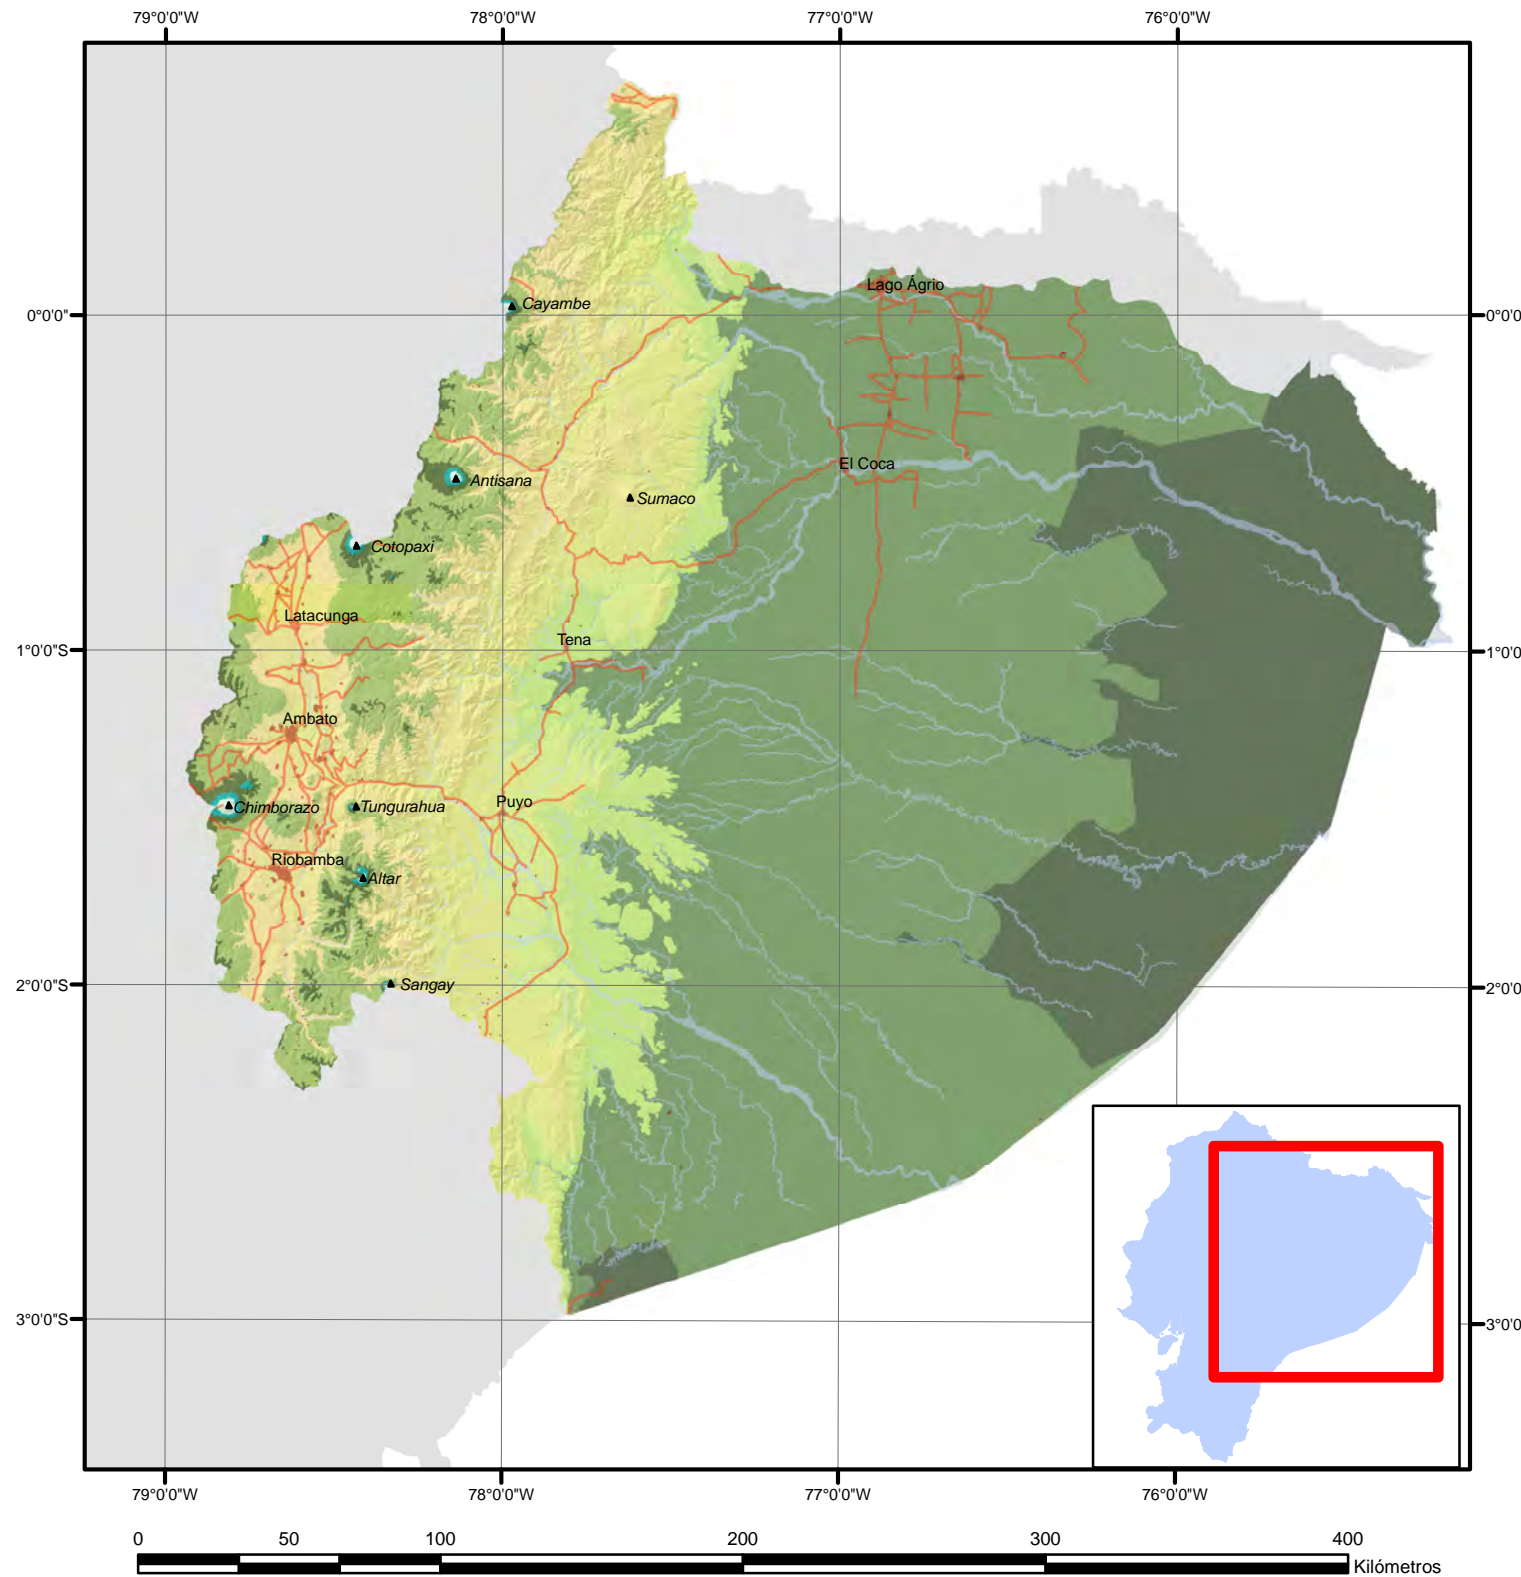 79°0'0"W
78°0'0"W
77°0'0"W
76°0'0"W
Lago Ágrio
Cayambe
0°0'0"
0°0'0
El Coca
Antisana
Sumaco
Cotopaxi
Latacunga
Tena
1°0'0"S
1°0'0
Ambato
Puyo
Chimborazo
Tungurahua
Riobamba
Altar
Sangay
2°0'0"S
2°0'0
3°0'0"S
3°0'0
79°0'0"W
78°0'0"W
77°0'0"W
76°0'0"W
0 50 100 200 300 400
Kilómetros